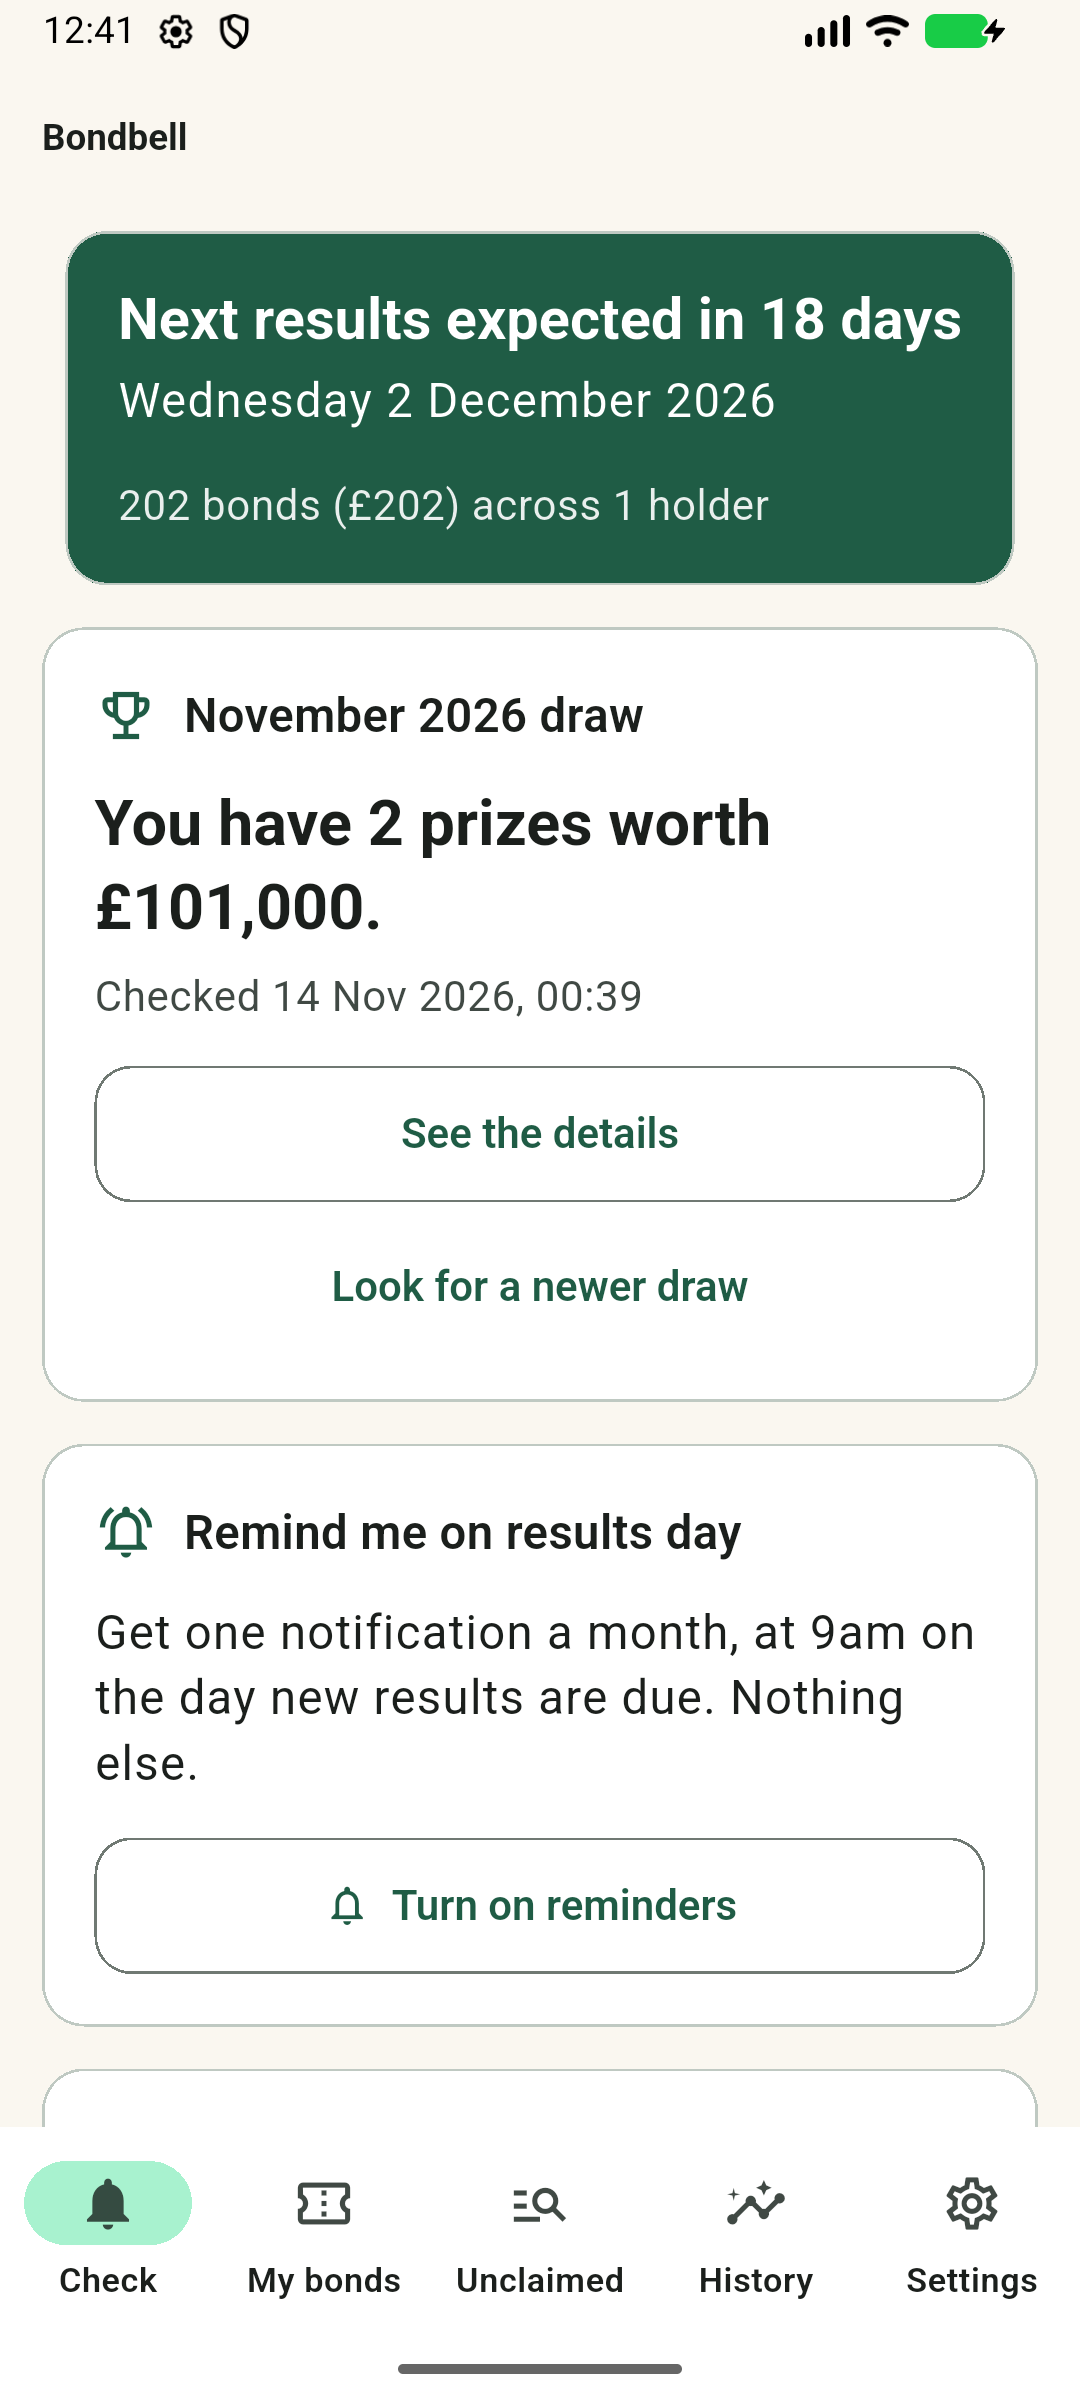 12:41
Bondbell
Next results expected in 18 days
Wednesday 2 December 2026
202 bonds (£202) across 1 holder
November 2026 draw
You have 2 prizes worth
£101,000.
Checked 14 Nov 2026, 00:39
See the details
Look for a newer draw
Remind me on results day
Get one notification a month, at 9am on
the day new results are due. Nothing
else.
Turn on reminders
Check
My bonds
Unclaimed
History
Settings